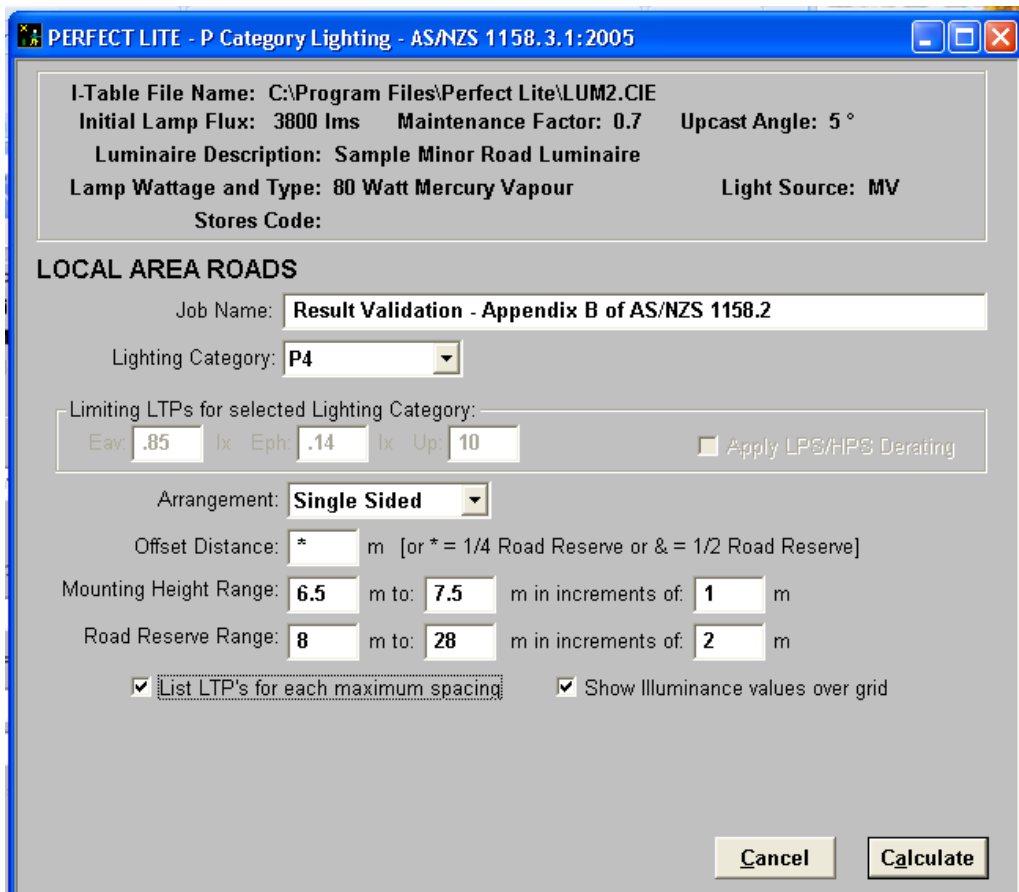 PERFECT LITE - P Category Lighting - AS/NZS 1158.3.1:2005
I-Table File Name: C:\Program Files\Perfect Lite\LUM2.CIE
Initial Lamp Flux: 3800 lms Maintenance Factor: 0.7 Upcast Angle: 5 °
Luminaire Description: Sample Minor Road Luminaire
Lamp Wattage and Type: 80 Watt Mercury Vapour Light Source: MV
Stores Code:
LOCAL AREA ROADS
Job Name: Result Validation - Appendix B of AS/NZS 1158.2
Lighting Category: P4
Limiting LTPs for selected Lighting Category:
Eav: .85 lx Eph: .14 lx Up: 10 Apply LPS/HPS Derating
Arrangement: Single Sided
Offset Distance: * m [or * = 1/4 Road Reserve or & = 1/2 Road Reserve]
Mounting Height Range: 6.5 m to: 7.5 m in increments of: 1 m
Road Reserve Range: 8 m to: 28 m in increments of: 2 m
List LTP's for each maximum spacing Show Illuminance values over grid
Cancel Calculate